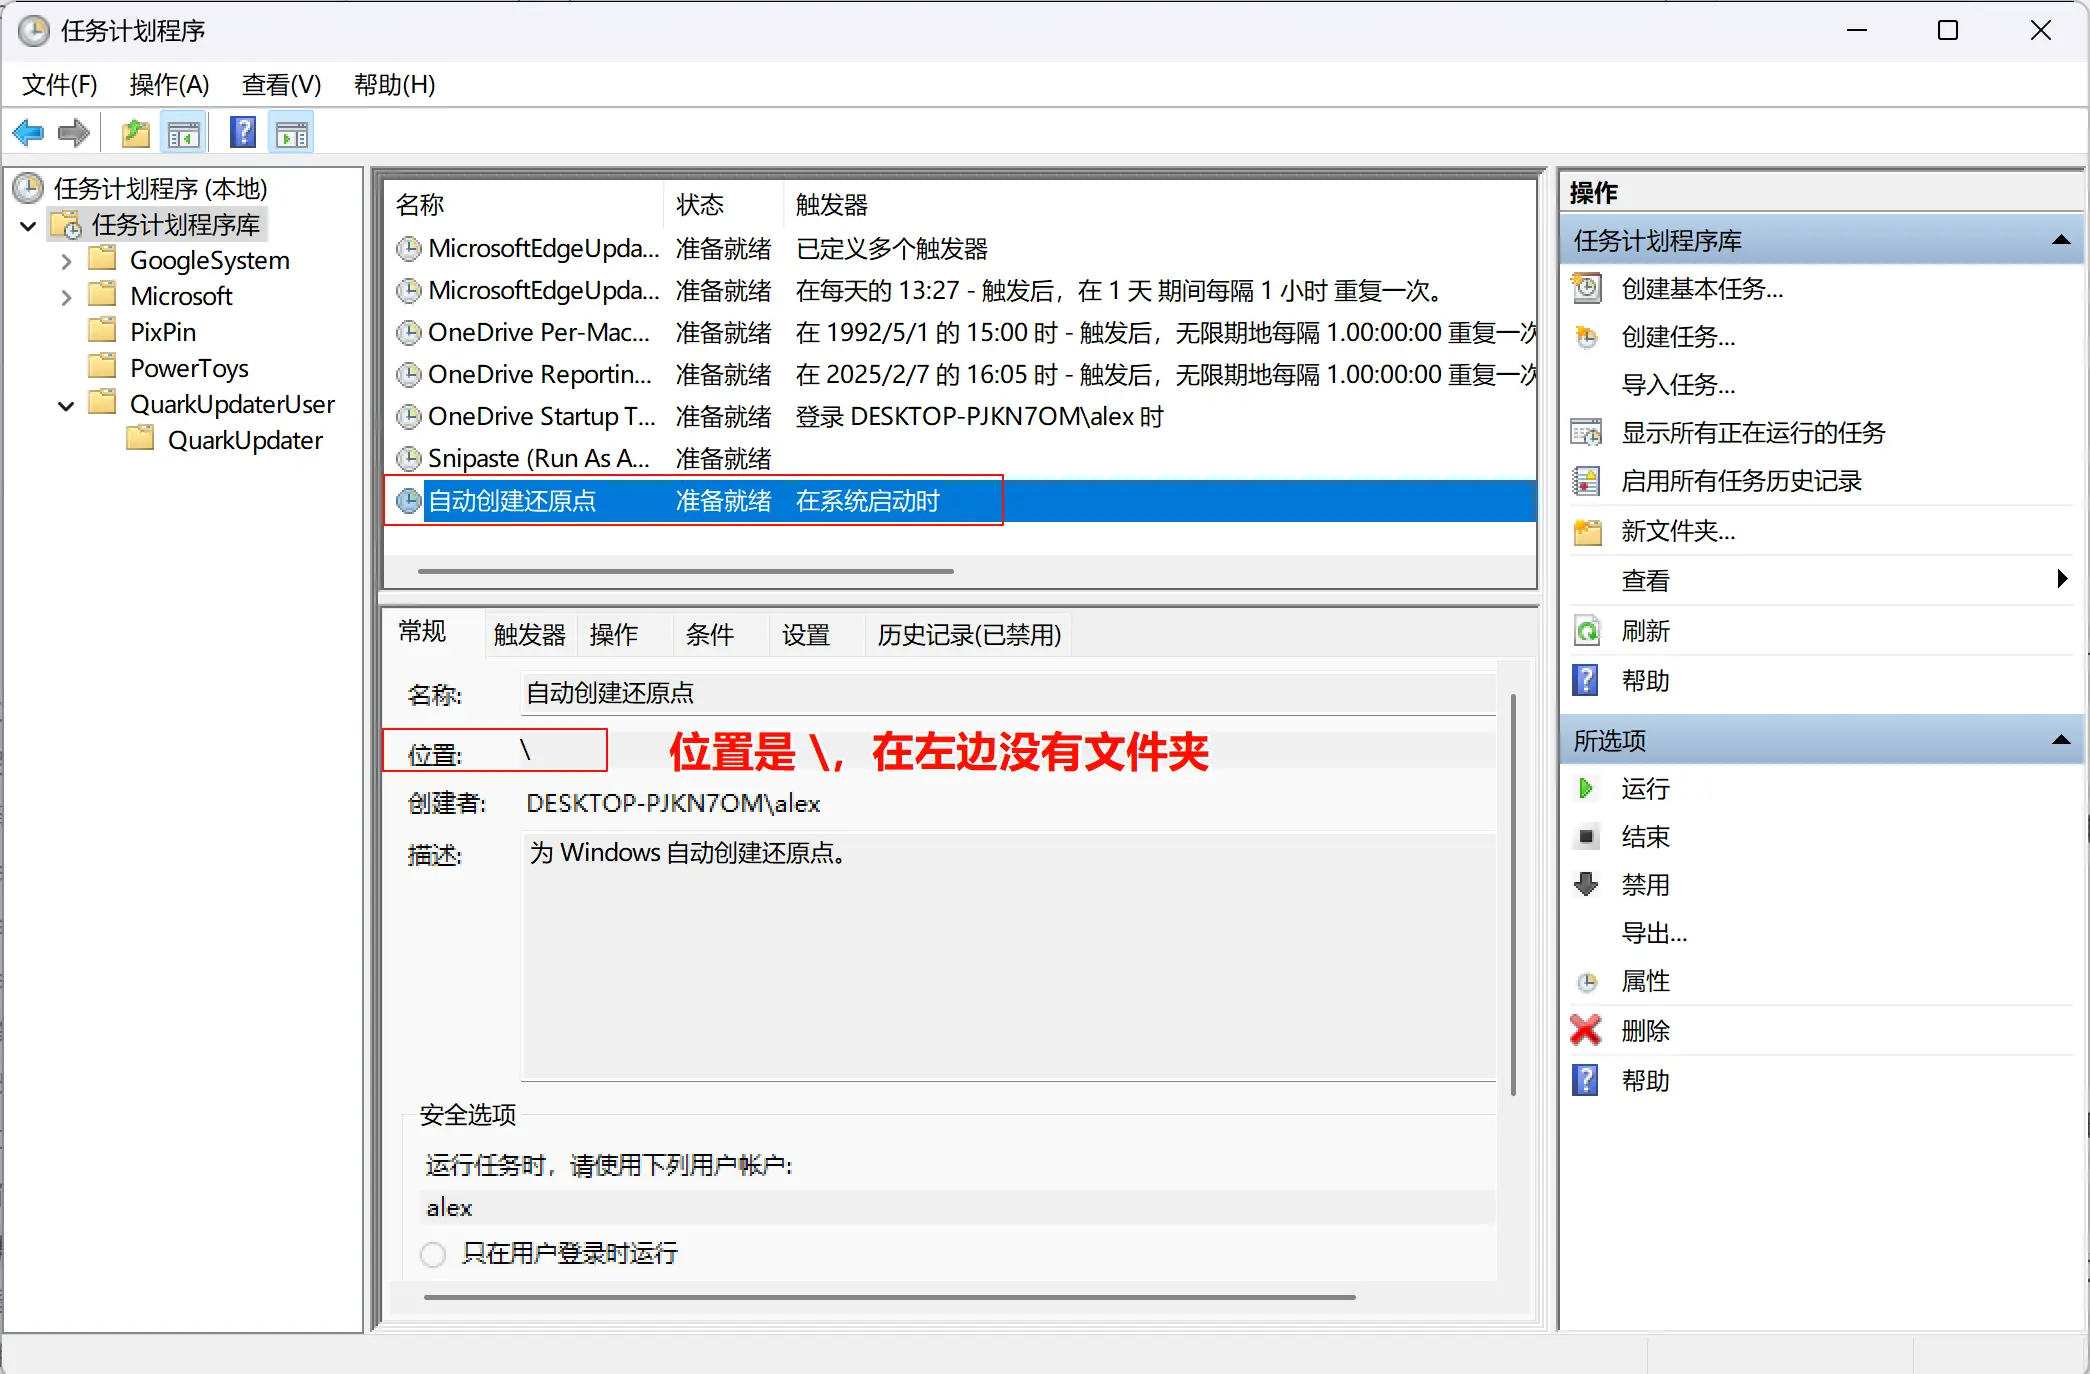 任务计划程序
文件(F) 操作(A) 查看(V) 帮助(H)
任务计划程序 (本地)
任务计划程序库
GoogleSystem
Microsoft
PixPin
PowerToys
QuarkUpdaterUser
QuarkUpdater
名称 状态 触发器
MicrosoftEdgeUpda... 准备就绪 已定义多个触发器
MicrosoftEdgeUpda... 准备就绪 在每天的 13:27 - 触发后，在 1 天 期间每隔 1 小时 重复一次。
OneDrive Per-Mac... 准备就绪 在 1992/5/1 的 15:00 时 - 触发后，无限期地每隔 1.00:00:00 重复一次
OneDrive Reportin... 准备就绪 在 2025/2/7 的 16:05 时 - 触发后，无限期地每隔 1.00:00:00 重复一次
OneDrive Startup T... 准备就绪 登录 DESKTOP-PJKN7OM\alex 时
Snipaste (Run As A... 准备就绪
自动创建还原点 准备就绪 在系统启动时
常规 触发器 操作 条件 设置 历史记录(已禁用)
名称: 自动创建还原点
位置: \ 位置是 \，在左边没有文件夹
创建者: DESKTOP-PJKN7OM\alex
描述: 为 Windows 自动创建还原点。
安全选项
运行任务时，请使用下列用户帐户:
alex
只在用户登录时运行
操作
任务计划程序库
创建基本任务...
创建任务...
导入任务...
显示所有正在运行的任务
启用所有任务历史记录
新文件夹...
查看
刷新
帮助
所选项
运行
结束
禁用
导出...
属性
删除
帮助